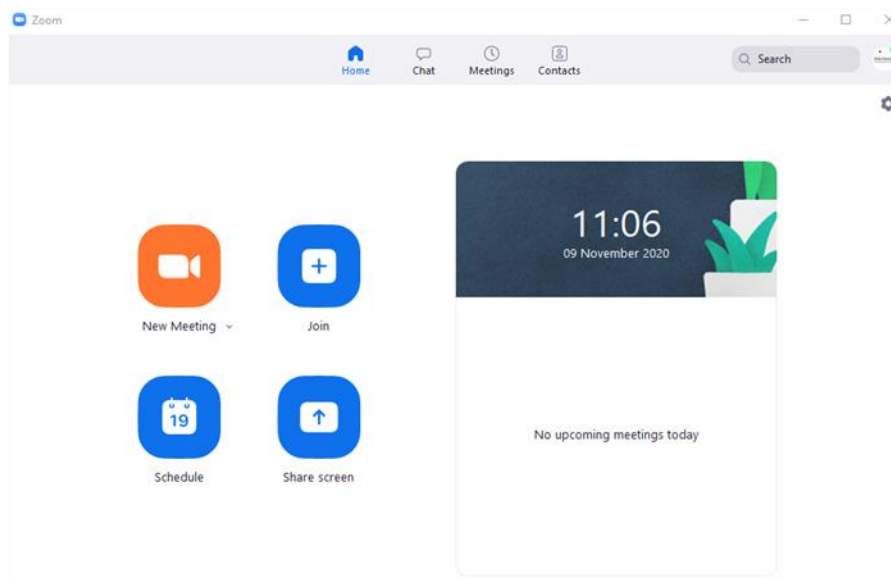 Zoom
Home
Chat
Meetings
Contacts
Search
11:06
09 November 2020
New Meeting
Join
19
Schedule
Share screen
No upcoming meetings today